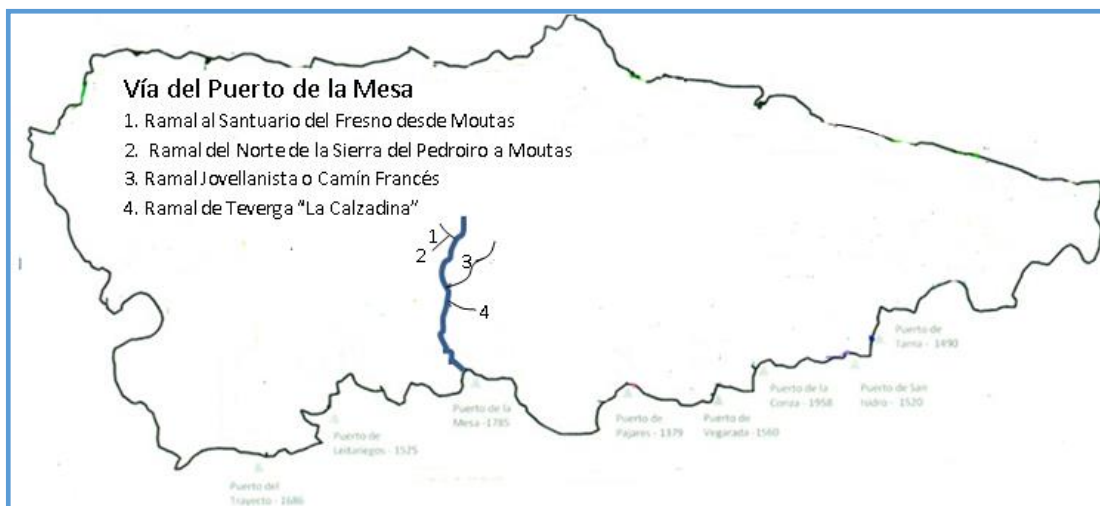 Vía del Puerto de la Mesa
1. Ramal al Santuario del Fresno desde Moutas
2. Ramal del Norte de la Sierra del Pedroiro a Moutas
3. Ramal Jovellanista o Camín Francés
4. Ramal de Teverga “La Calzadina”
1
2
3
4
Puerto de
Tarna - 1490
Puerto de la
Mesa -1785
Puerto de
Pajares - 1379
Puerto de
Vegarada - 1560
Puerto de la
- 1958
Puerto de San
Isidro - 1520
Puerto de
Leitariegos - 1525
Puerto del
Trayecto - 1686